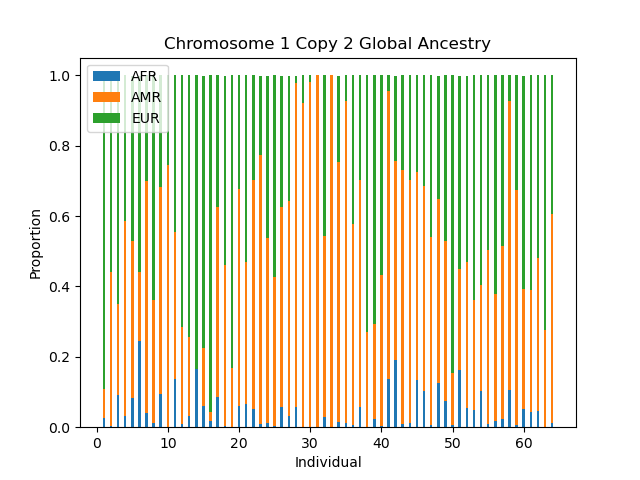 Chromosome 1 Copy 2 Global Ancestry
AFR
AMR
EUR
1.0
0.8
0.6
0.4
0.2
0.0
Proportion
0 10 20 30 40 50 60
Individual